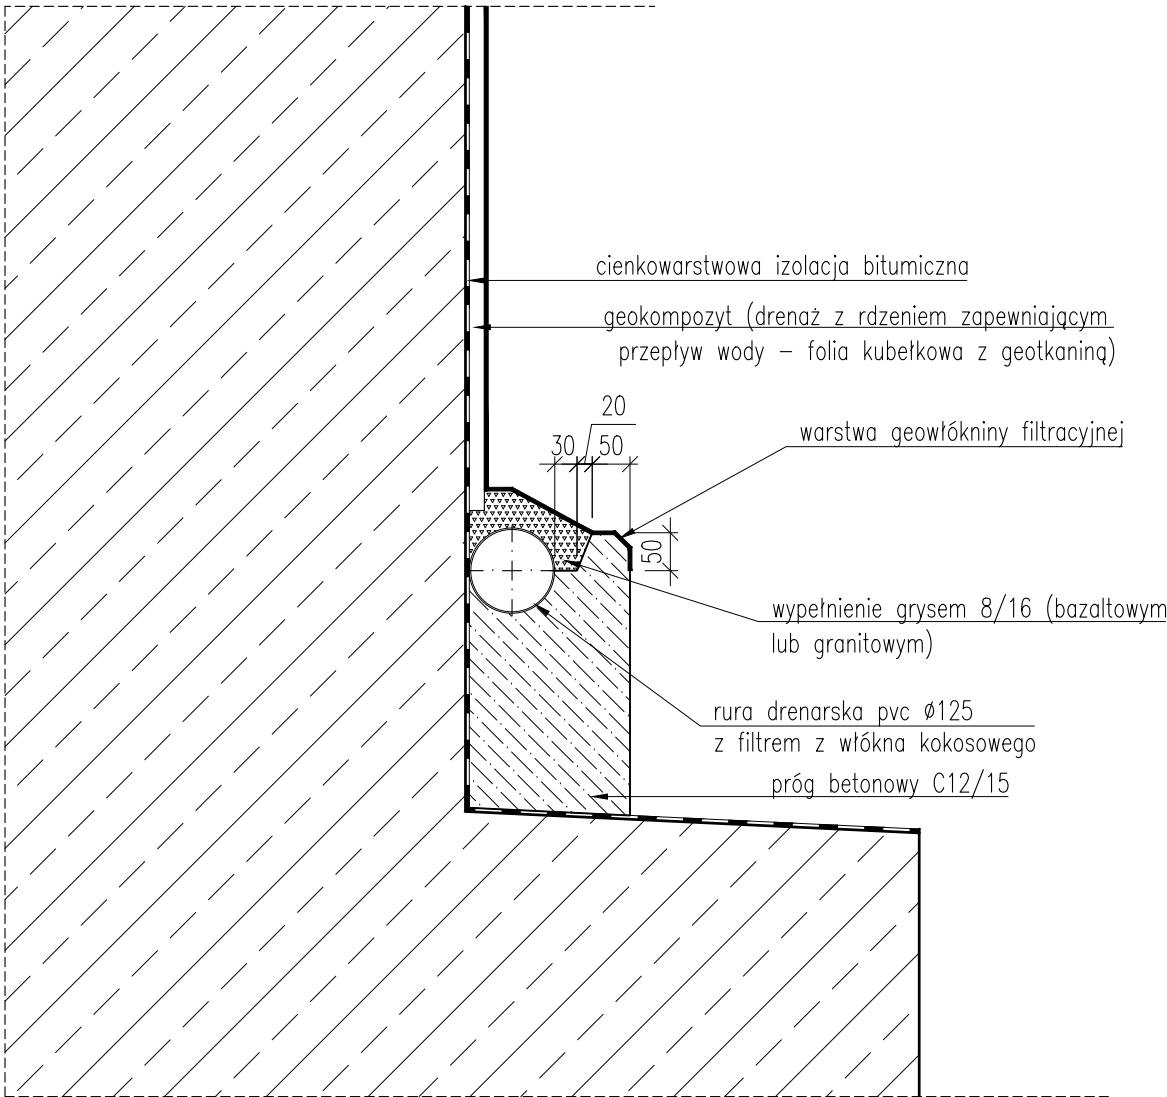 cienkowarstwowa izolacja bitumiczna
geokompozyt (drenaż z rdzeniem zapewniającym
przepływ wody – folia kubełkowa z geotkaniną)
20
30 50
warstwa geowłókniny filtracyjnej
50
wypełnienie grysem 8/16 (bazaltowym
lub granitowym)
rura drenarska pvc Ø125
z filtrem z włókna kokosowego
próg betonowy C12/15